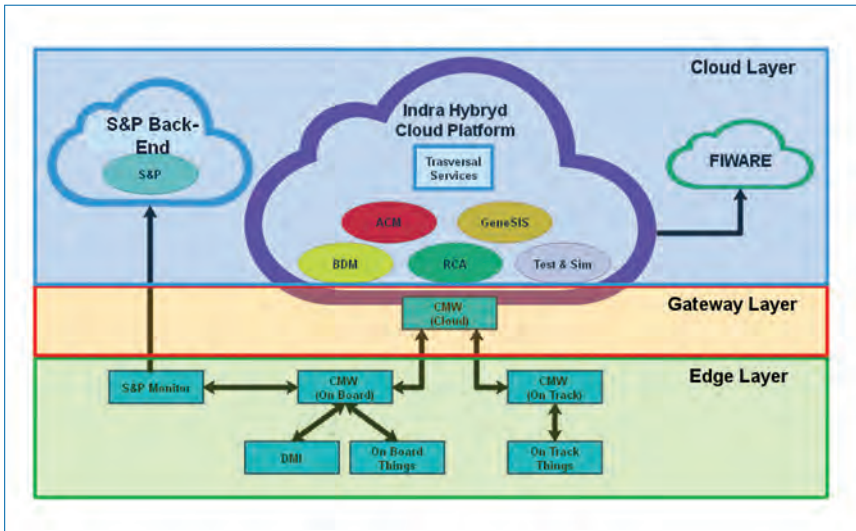 Cloud Layer
S&P Back-
End
S&P
Indra Hybryd
Cloud Platform
Trasversal
Services
ACM
GeneSIS
BDM
RCA
Test & Sim
FIWARE
Gateway Layer
CMW
(Cloud)
Edge Layer
S&P Monitor
CMW
(On Board)
CMW
(On Track)
DMI
On Board
Things
On Track
Things